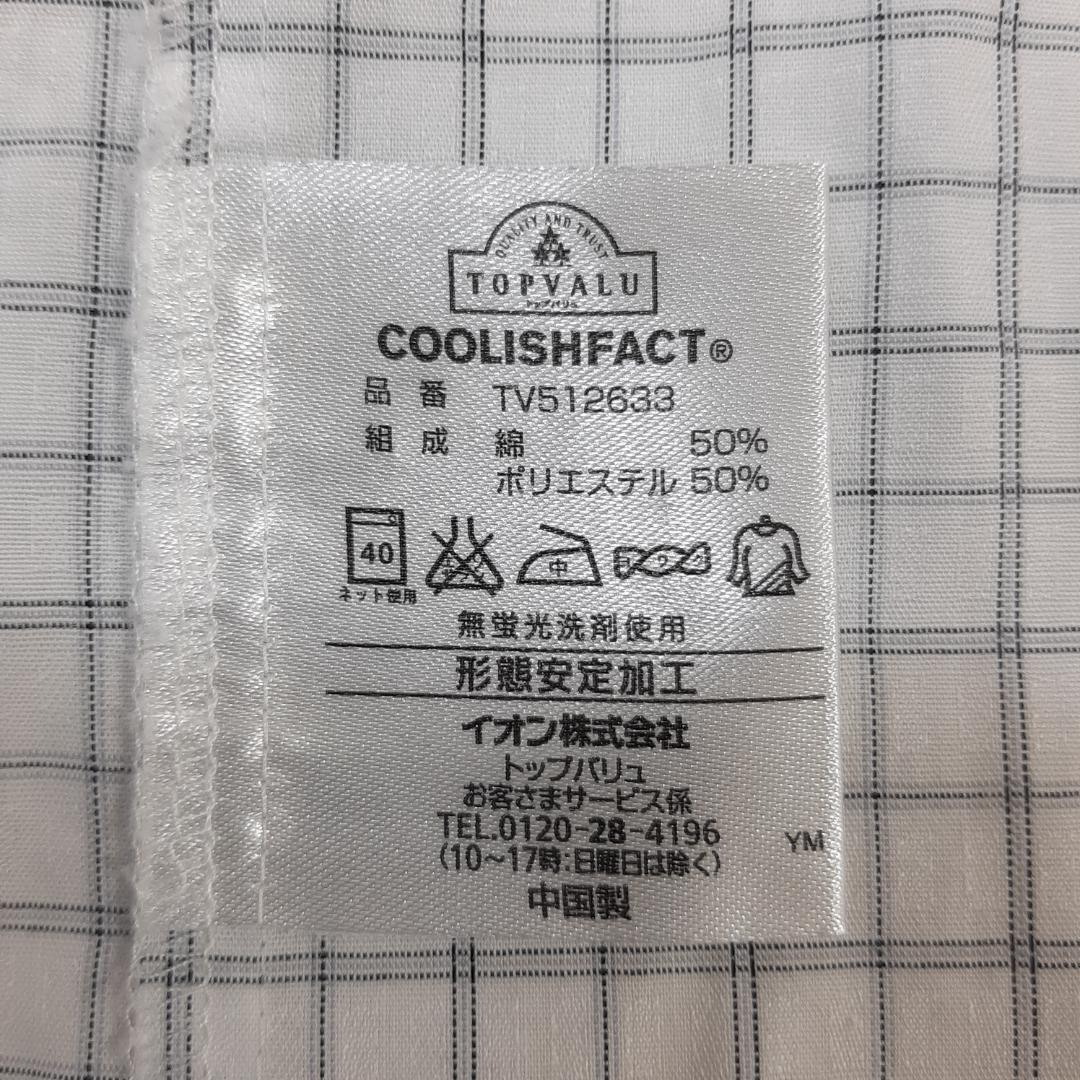 QUALITY AND TRUST
TOPVALU
トップバリュ
COOLISHFACT®
品番 TV512633
組成 綿 50%
ポリエステル 50%
40
中
ネット使用
無蛍光洗剤使用
形態安定加工
イオン株式会社
トップバリュ
お客さまサービス係
TEL.0120-28-4196
(10〜17時:日曜日は除く)
YM
中国製